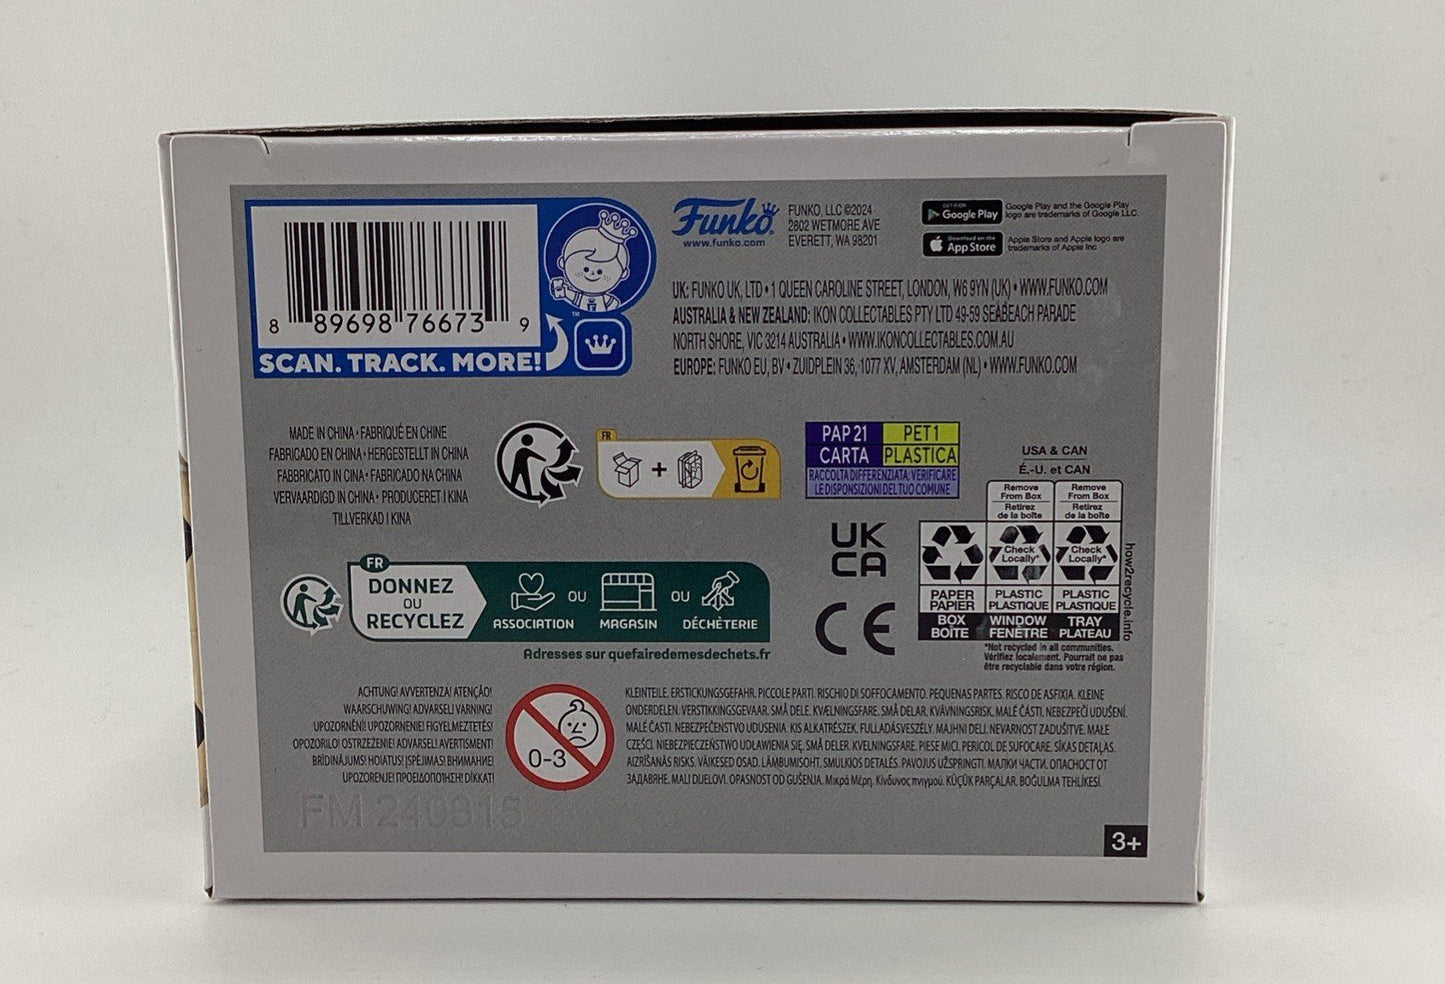 8 89698 76673 9
SCAN. TRACK. MORE!
™
Funko
www.funko.com
FUNKO, LLC ©2024
2802 WETMORE AVE
EVERETT, WA 98201
GET IT ON
Google Play
Google Play and the Google Play
logo are trademarks of Google LLC.
Download on the
App Store
Apple Store and Apple logo are
trademarks of Apple Inc
UK: FUNKO UK, LTD • 1 QUEEN CAROLINE STREET, LONDON, W6 9YN (UK) • WWW.FUNKO.COM
AUSTRALIA & NEW ZEALAND: IKON COLLECTABLES PTY LTD 49-59 SEABEACH PARADE
NORTH SHORE, VIC 3214 AUSTRALIA • WWW.IKONCOLLECTABLES.COM.AU
EUROPE: FUNKO EU, BV • ZUIDPLEIN 36, 1077 XV, AMSTERDAM (NL) • WWW.FUNKO.COM
MADE IN CHINA • FABRIQUÉ EN CHINE
FABRICADO EN CHINA • HERGESTELLT IN CHINA
FABBRICATO IN CINA • FABRICADO NA CHINA
VERVAARDIGD IN CHINA • PRODUCERET I KINA
TILLVERKAD I KINA
FR
+
PAP 21 PET 1
CARTA PLASTICA
RACCOLTA DIFFERENZIATA. VERIFICARE
LE DISPOSIZIONI DEL TUO COMUNE
USA & CAN
É.-U. et CAN
Remove From Box
Retirez de la boîte
Remove From Box
Retirez de la boîte
Check Locally*
Check Locally*
PAPER PAPIER
PLASTIC PLASTIQUE
PLASTIC PLASTIQUE
BOX BOÎTE
WINDOW FENÊTRE
TRAY PLATEAU
how2recycle.info
*Not recycled in all communities.
Vérifiez localement. Pourrait ne pas
être recyclable dans votre région.
UK
CA
CE
FR
DONNEZ
OU
RECYCLEZ
ASSOCIATION OU MAGASIN OU DÉCHÈTERIE
Adresses sur quefairedemesdechets.fr
ACHTUNG! AVVERTENZA! ATENÇÃO!
WAARSCHUWING! ADVARSEL! VARNING!
UPOZORNĚNÍ! UPOZORNENIE! FIGYELMEZTETÉS!
OPOZORILO! OSTRZEŻENIE! ADVARSEL! AVERTISMENT!
BRĪDINĀJUMS! HOIATUS! ĮSPĖJIMAS! ВНИМАНИЕ!
UPOZORENJE! ΠΡΟΕΙΔΟΠΟΙΗΣΗ! DİKKAT!
0-3
KLEINTEILE. ERSTICKUNGSGEFAHR. PICCOLE PARTI. RISCHIO DI SOFFOCAMENTO. PEQUENAS PARTES. RISCO DE ASFIXIA. KLEINE
ONDERDELEN. VERSTIKKINGSGEVAAR. SMÅ DELE. KVÆLNINGSFARE. SMÅ DELAR. KVÄVNINGSRISK. MALÉ ČÁSTI. NEBEZPEČÍ UDUŠENÍ.
MALÉ ČASTI. NEBEZPEČENSTVO UDUSENIA. KIS ALKATRÉSZEK. FULLADÁSVESZÉLY. MAJHNI DELI. NEVARNOST ZADUŠITVE. MAŁE
CZĘŚCI. NIEBEZPIECZEŃSTWO UDŁAWIENIA SIĘ. SMÅ DELER. KVELNINGSFARE. PIESE MICI. PERICOL DE SUFOCARE. SĪKAS DETAĻAS.
AIZRĪŠANĀS RISKS. VÄIKESED OSAD. LÄMBUMISOHT. SMULKIOS DETALĖS. PAVOJUS UŽSPRINGTI. МАЛКИ ЧАСТИ. ОПАСНОСТ ОТ
ЗАДАВЯНЕ. MALI DIJELOVI. OPASNOST OD GUŠENJA. Μικρά Μέρη. Κίνδυνος πνιγμού. KÜÇÜK PARÇALAR. BOĞULMA TEHLİKESİ.
FM 240315
3+